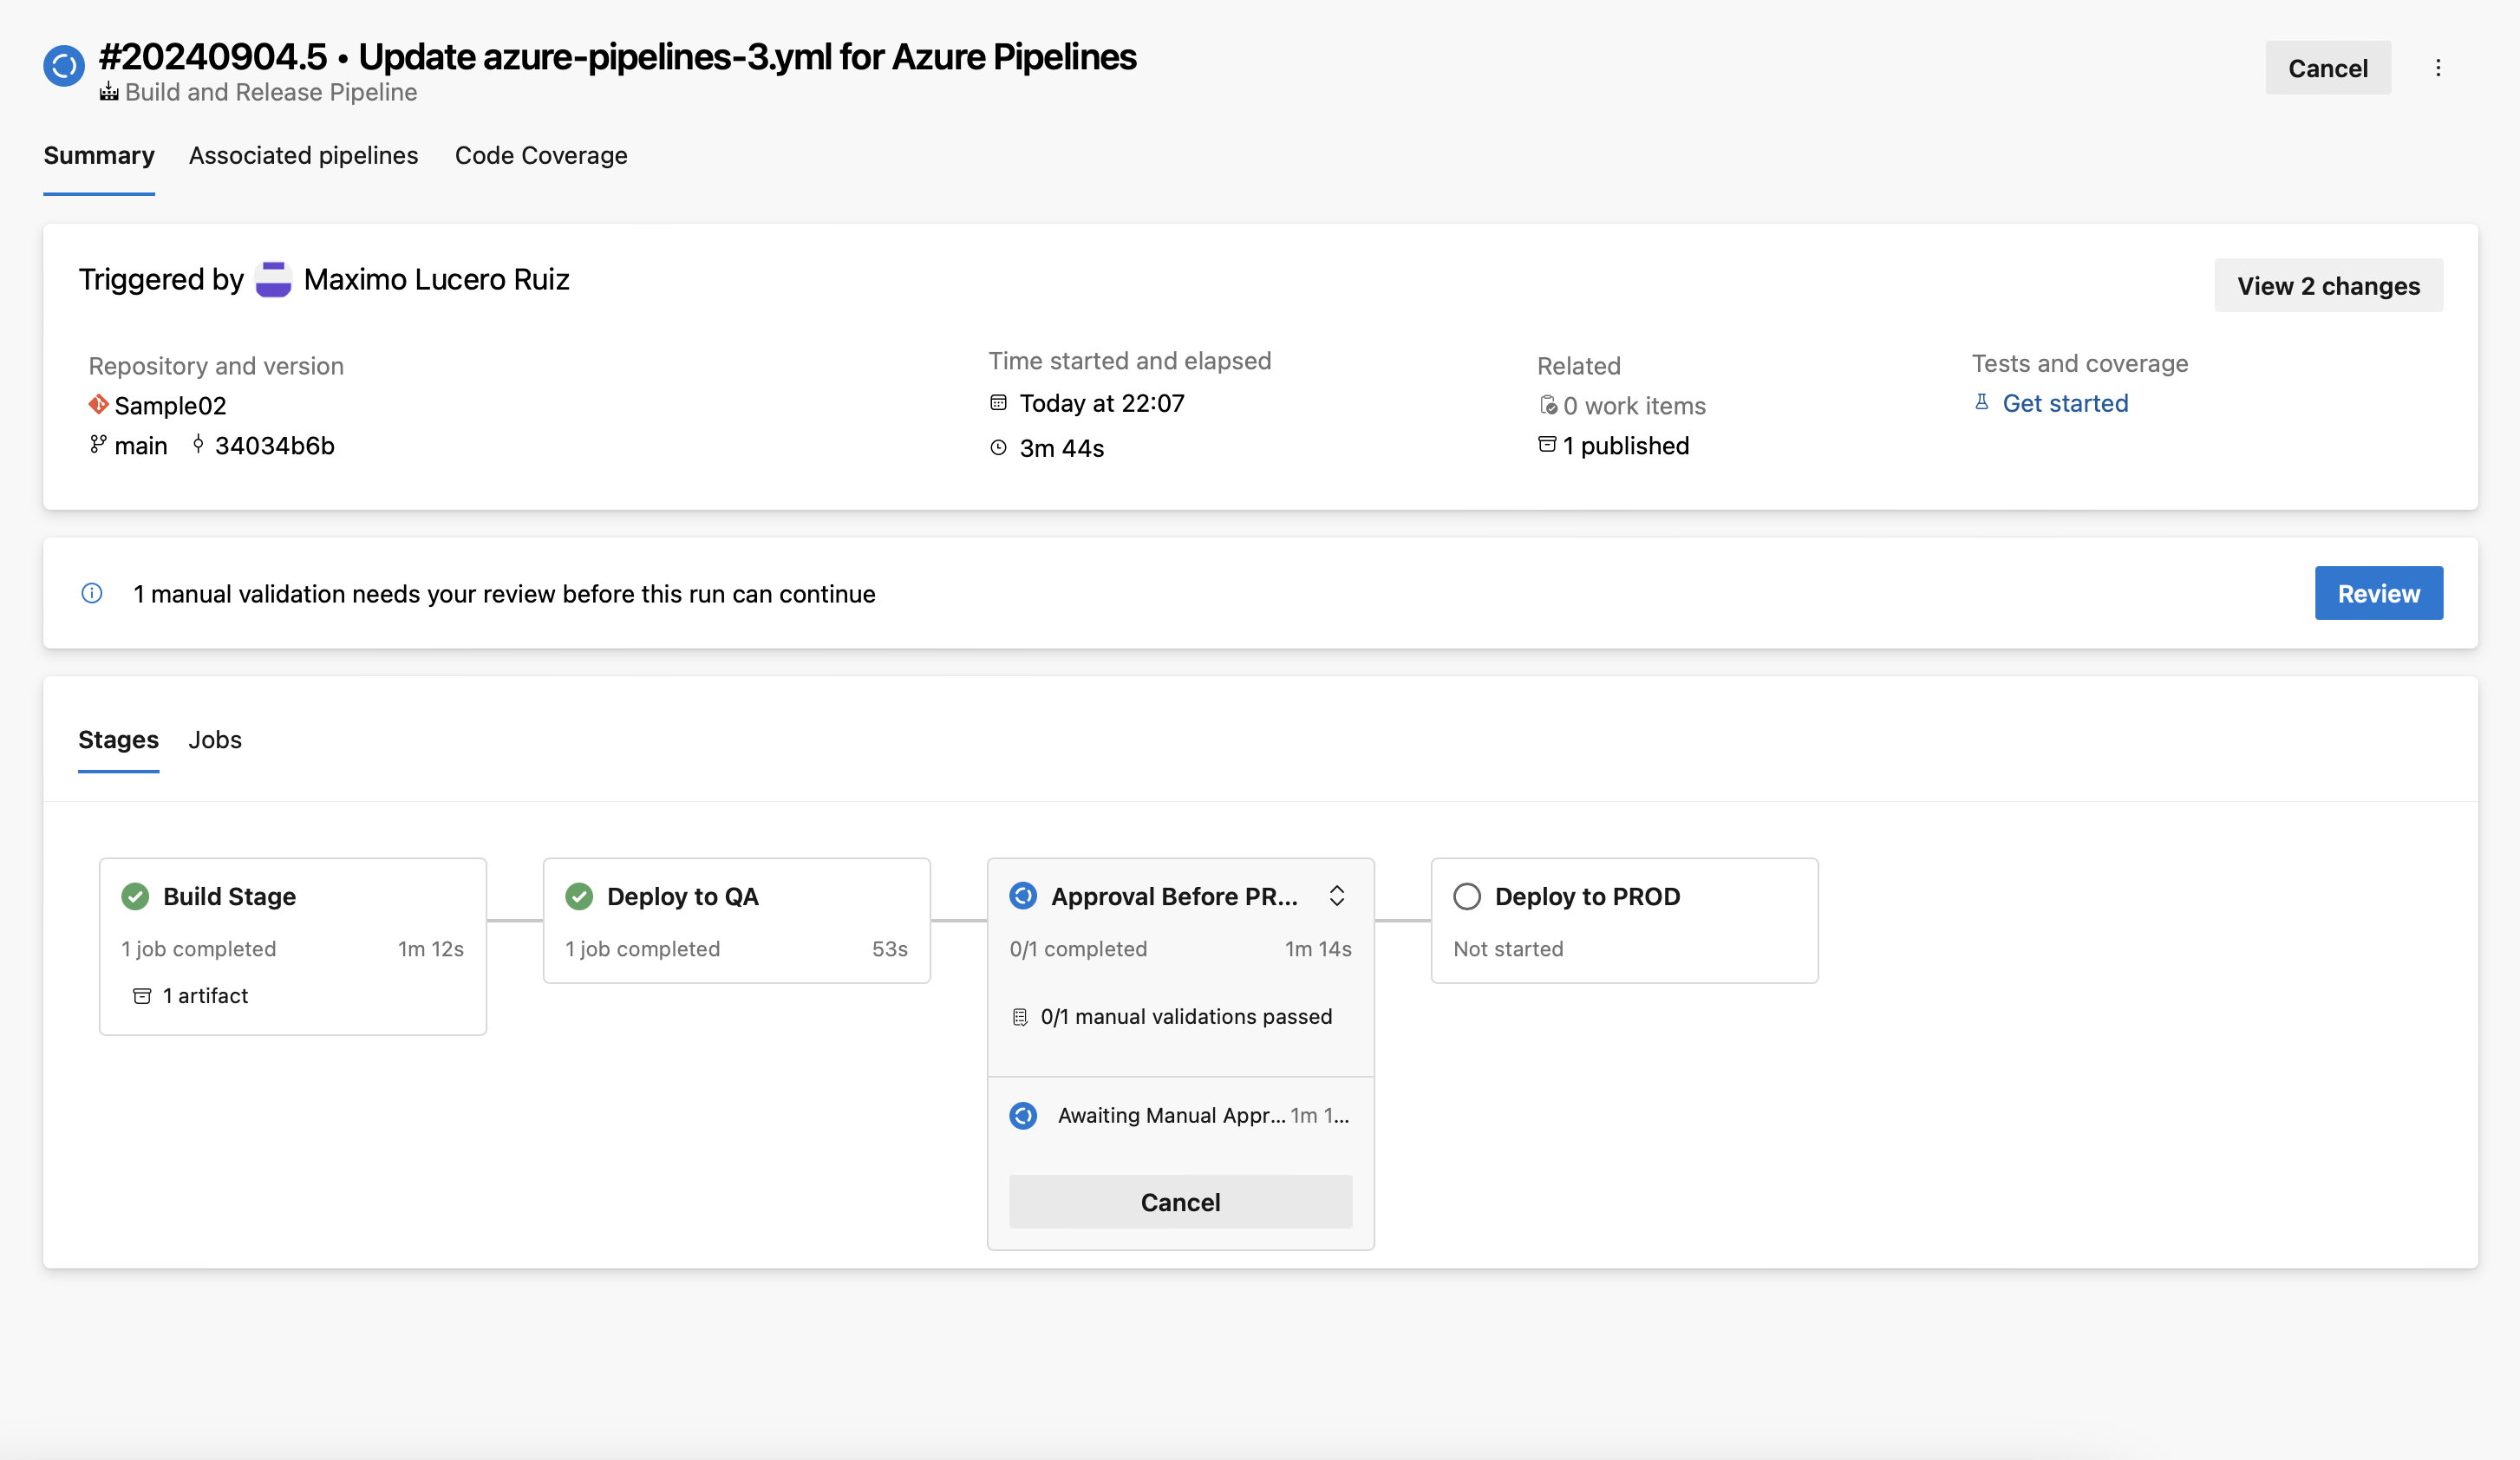 #20240904.5 • Update azure-pipelines-3.yml for Azure Pipelines
Build and Release Pipeline
Cancel
Summary Associated pipelines Code Coverage
Triggered by Maximo Lucero Ruiz
View 2 changes
Repository and version
Sample02
main 34034b6b
Time started and elapsed
Today at 22:07
3m 44s
Related
0 work items
1 published
Tests and coverage
Get started
1 manual validation needs your review before this run can continue
Review
Stages Jobs
Build Stage
1 job completed 1m 12s
1 artifact
Deploy to QA
1 job completed 53s
Approval Before PR...
0/1 completed 1m 14s
0/1 manual validations passed
Awaiting Manual Appr... 1m 1...
Cancel
Deploy to PROD
Not started